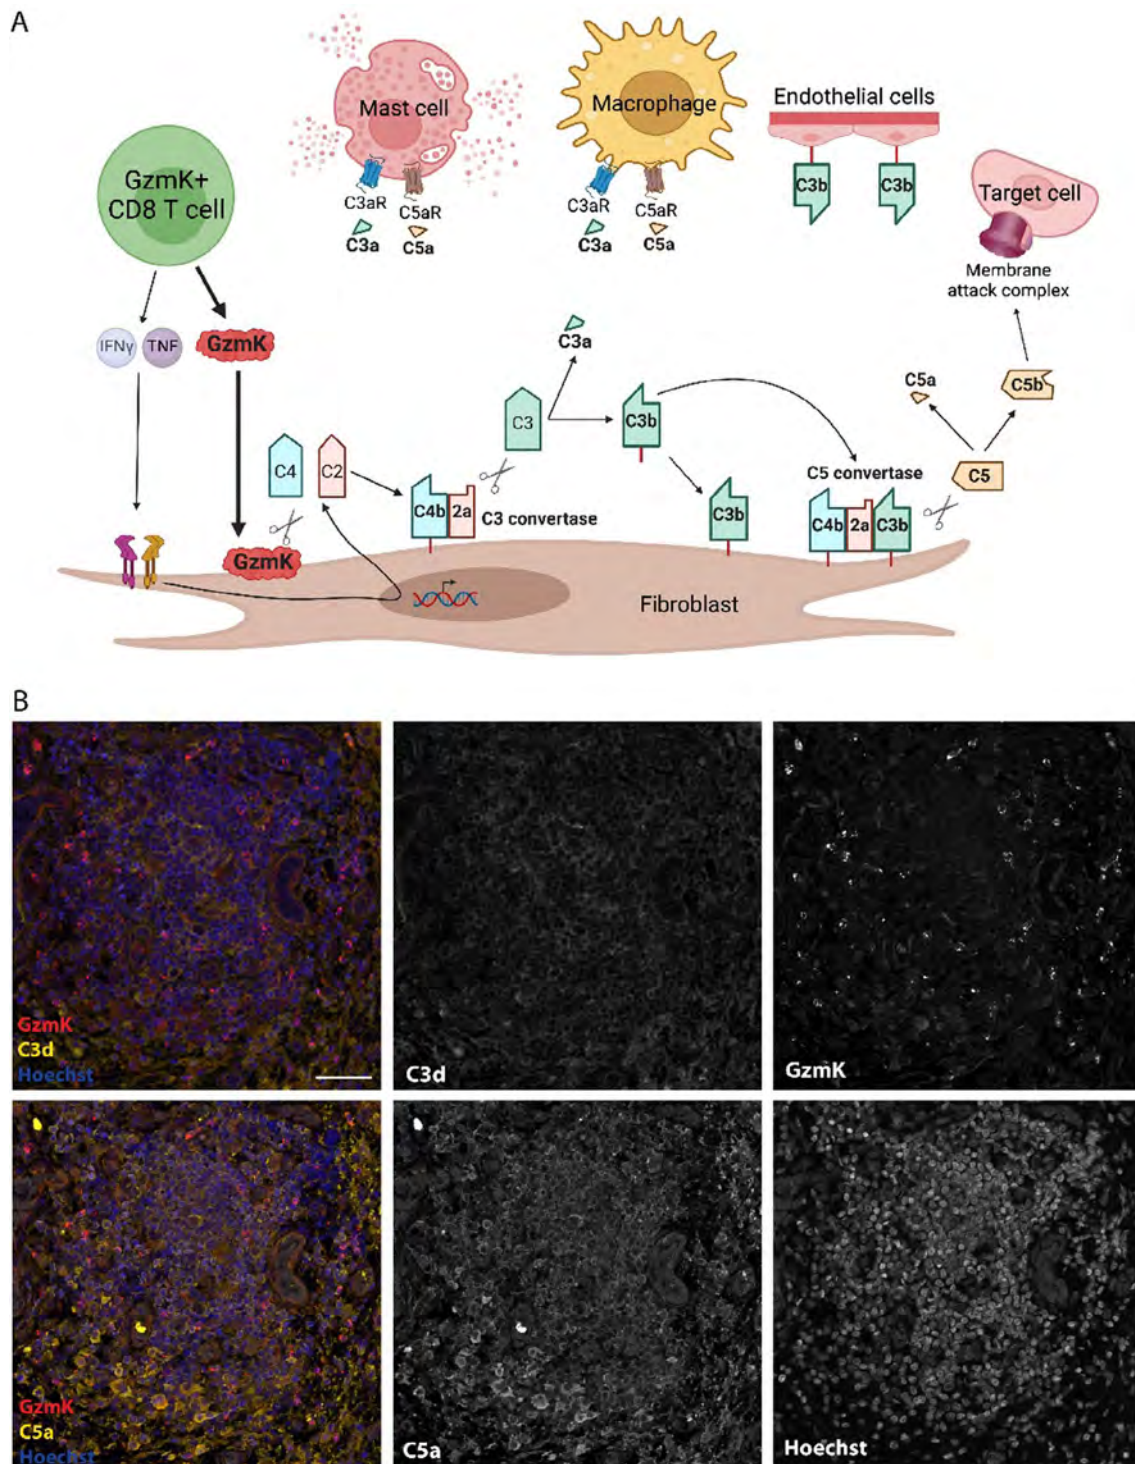 A
Mast cell
Macrophage
Endothelial cells
GzmK+
CD8 T cell
C3aR
C5aR
C3a
C5a
C3aR
C5aR
C3a
C5a
C3b
C3b
Target cell
Membrane
attack complex
IFNγ
TNF
GzmK
C3a
C3
C3b
C5a
C5b
C4
C2
C4b
2a
C3 convertase
C3b
C5 convertase
C4b
2a
C3b
C5
GzmK
Fibroblast
B
GzmK
C3d
Hoechst
C3d
GzmK
GzmK
C5a
Hoechst
C5a
Hoechst